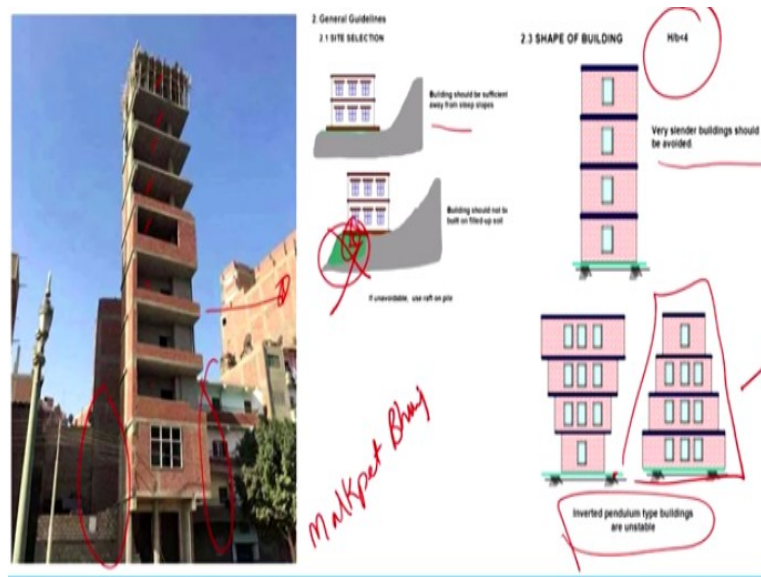 2. General Guidelines
2.1 SITE SELECTION
Building should be sufficient
away from steep slopes
Building should not be
built on filled-up soil
If unavoidable, use raft on pile
2.3 SHAPE OF BUILDING
H/b<4
Very slender buildings should
be avoided.
Inverted pendulum type buildings
are unstable
Malkpet